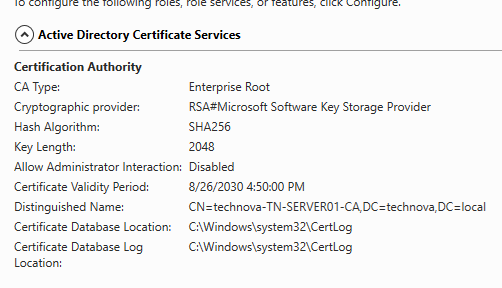 To configure the following roles, role services, or features, click Configure.
Active Directory Certificate Services
Certification Authority
CA Type: Enterprise Root
Cryptographic provider: RSA#Microsoft Software Key Storage Provider
Hash Algorithm: SHA256
Key Length: 2048
Allow Administrator Interaction: Disabled
Certificate Validity Period: 8/26/2030 4:50:00 PM
Distinguished Name: CN=technova-TN-SERVER01-CA,DC=technova,DC=local
Certificate Database Location: C:\Windows\system32\CertLog
Certificate Database Log C:\Windows\system32\CertLog
Location: